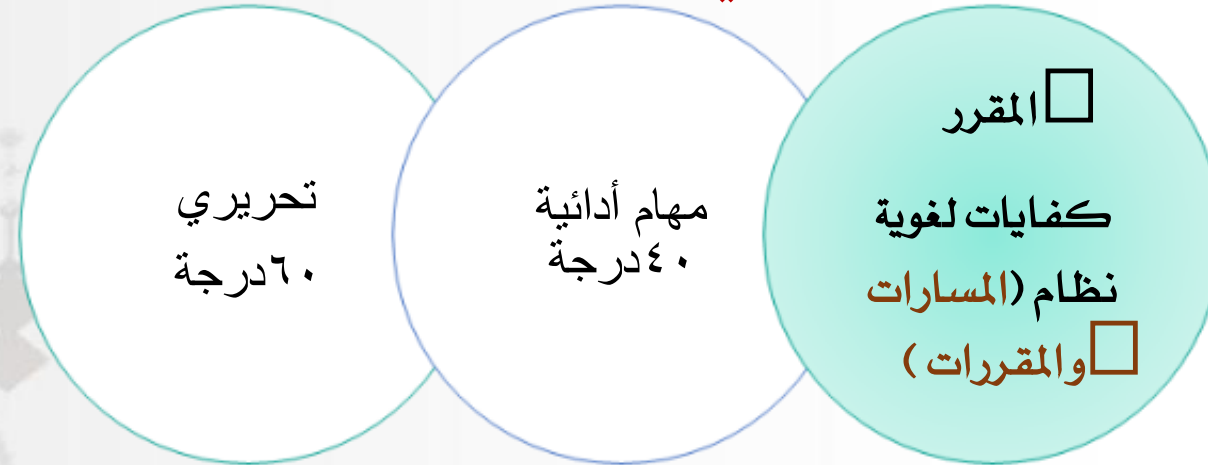 □المقرر
كفايات لغوية
نظام (المسارات
□والمقررات )
مهام أدائية
٤٠درجة
تحريري
٦٠درجة